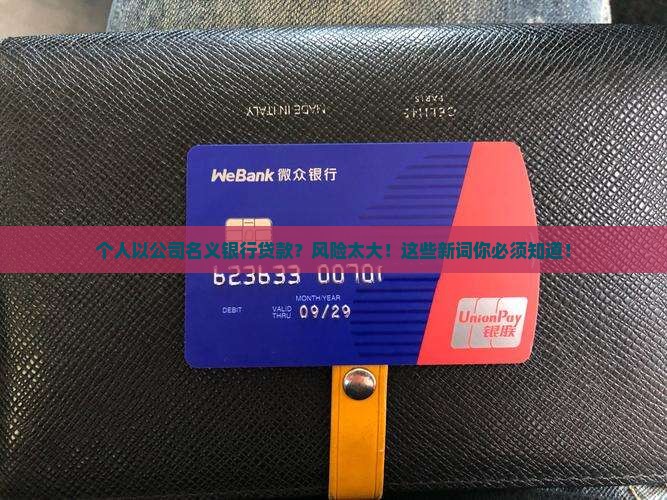 MADE IN ITALY
PARIS
WeBank 微众银行
个人以公司名义银行贷款？风险太大！这些新词你必须知道！
623633 00701
MONTH/YEAR
DEBIT VALID THRU 09/29
UnionPay
银联